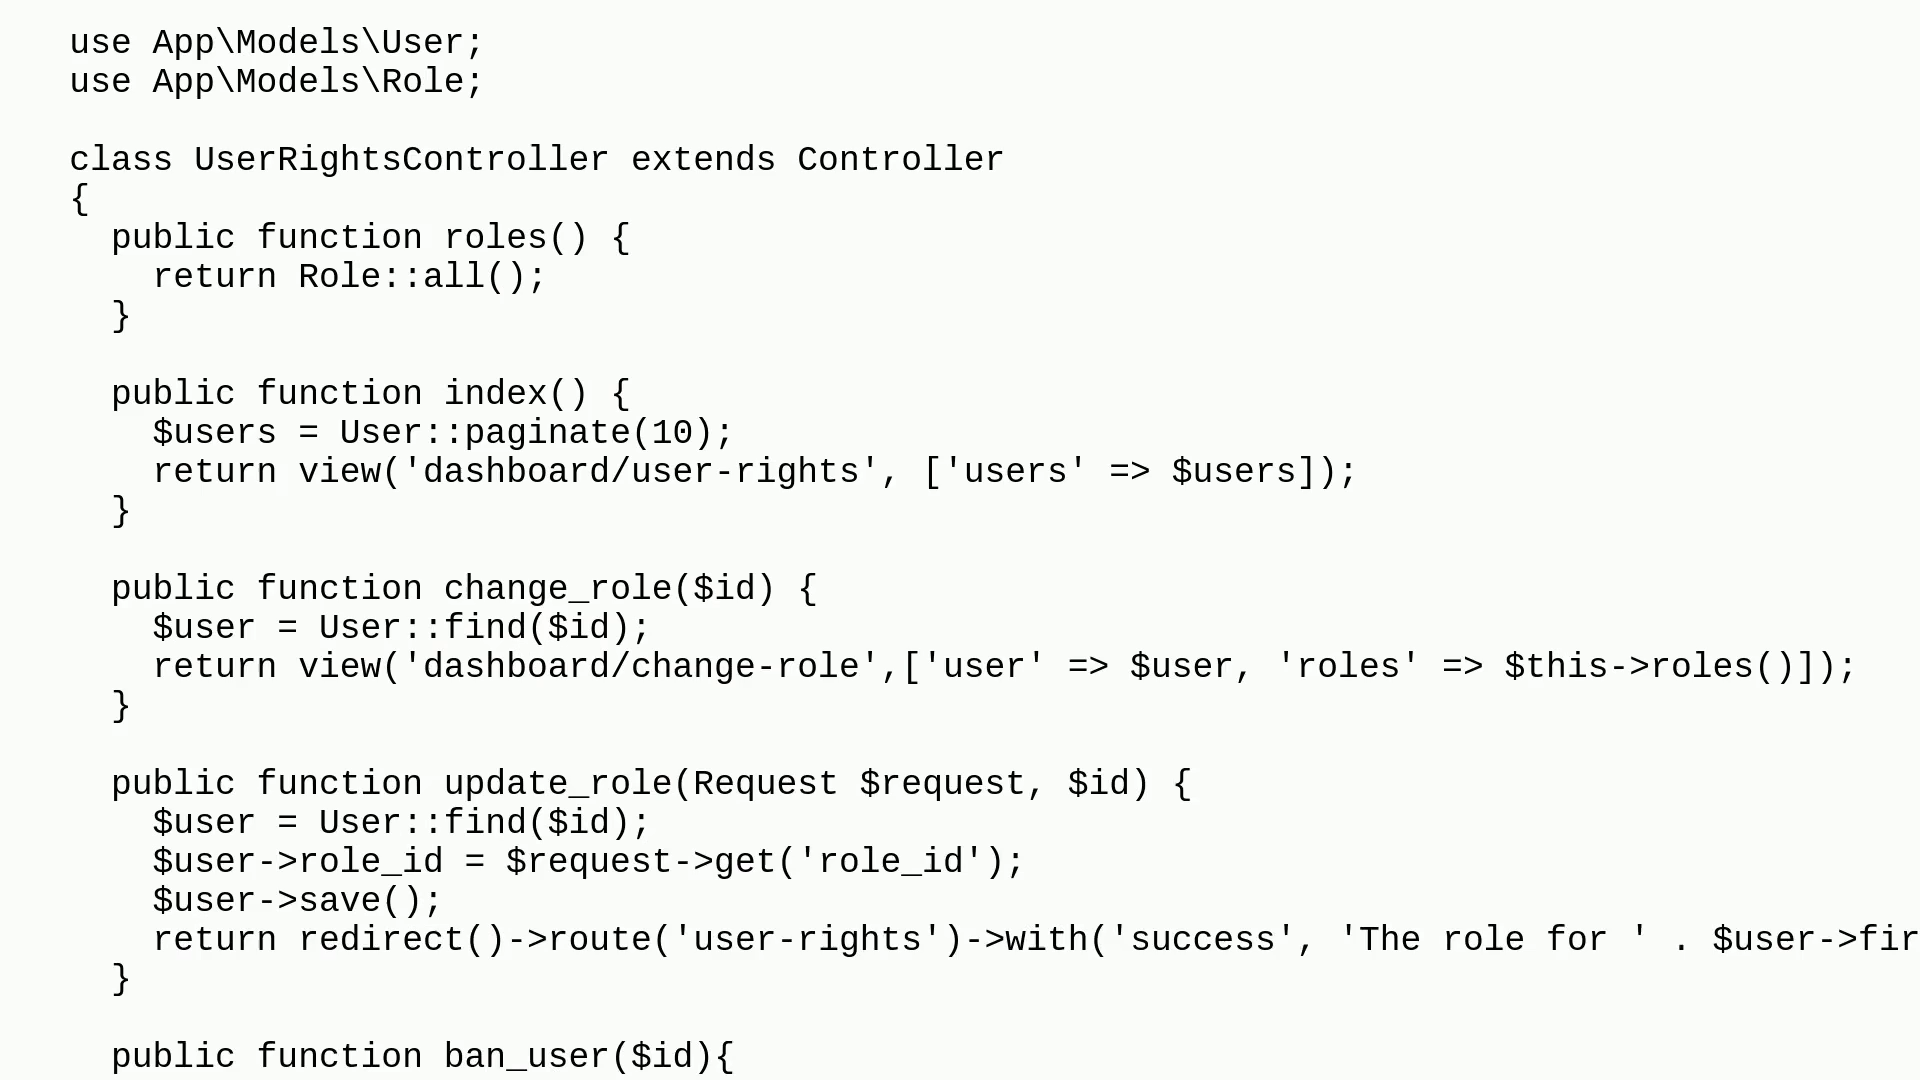 use App\Models\User;
use App\Models\Role;

class UserRightsController extends Controller
{
  public function roles() {
    return Role::all();
  }

  public function index() {
    $users = User::paginate(10);
    return view('dashboard/user-rights', ['users' => $users]);
  }

  public function change_role($id) {
    $user = User::find($id);
    return view('dashboard/change-role',['user' => $user, 'roles' => $this->roles()]);
  }

  public function update_role(Request $request, $id) {
    $user = User::find($id);
    $user->role_id = $request->get('role_id');
    $user->save();
    return redirect()->route('user-rights')->with('success', 'The role for ' . $user->fir
  }

  public function ban_user($id){